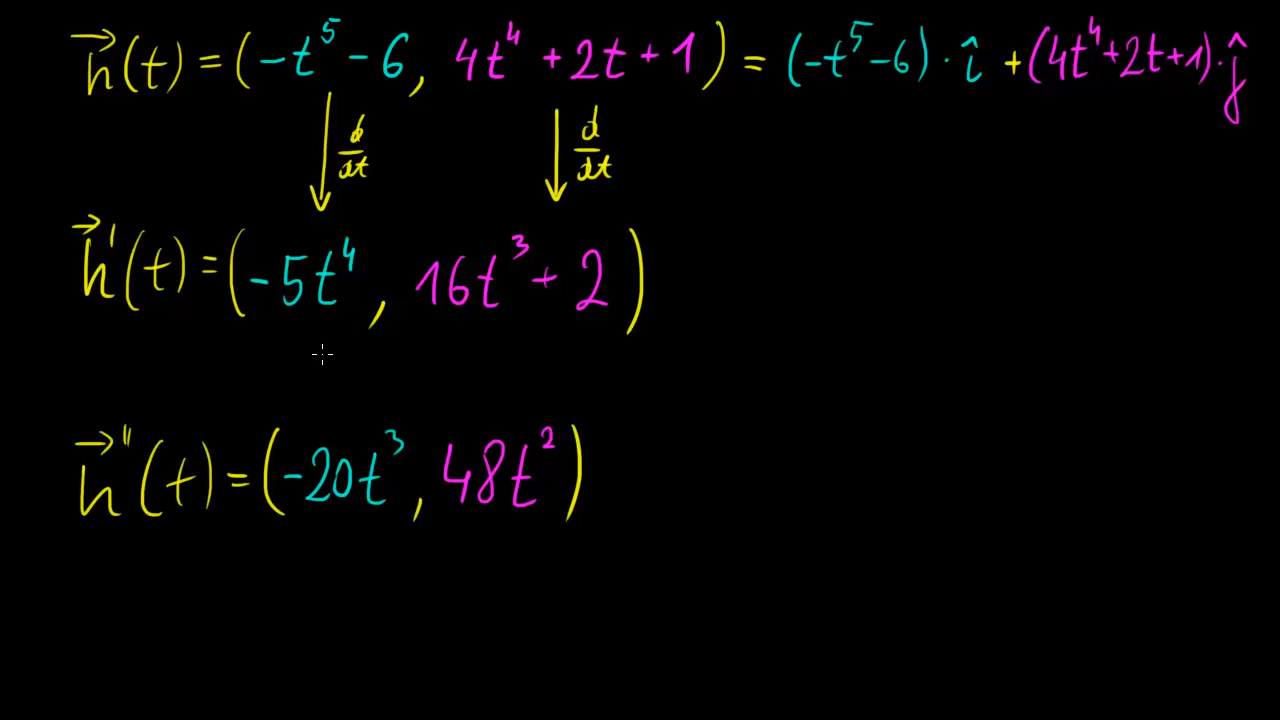 h⃗(t) = (-t⁵ - 6, 4t⁴ + 2t + 1) = (-t⁵ - 6) · î + (4t⁴ + 2t + 1) · ĵ
d/dt d/dt
h⃗'(t) = (-5t⁴, 16t³ + 2)
h⃗''(t) = (-20t³, 48t²)